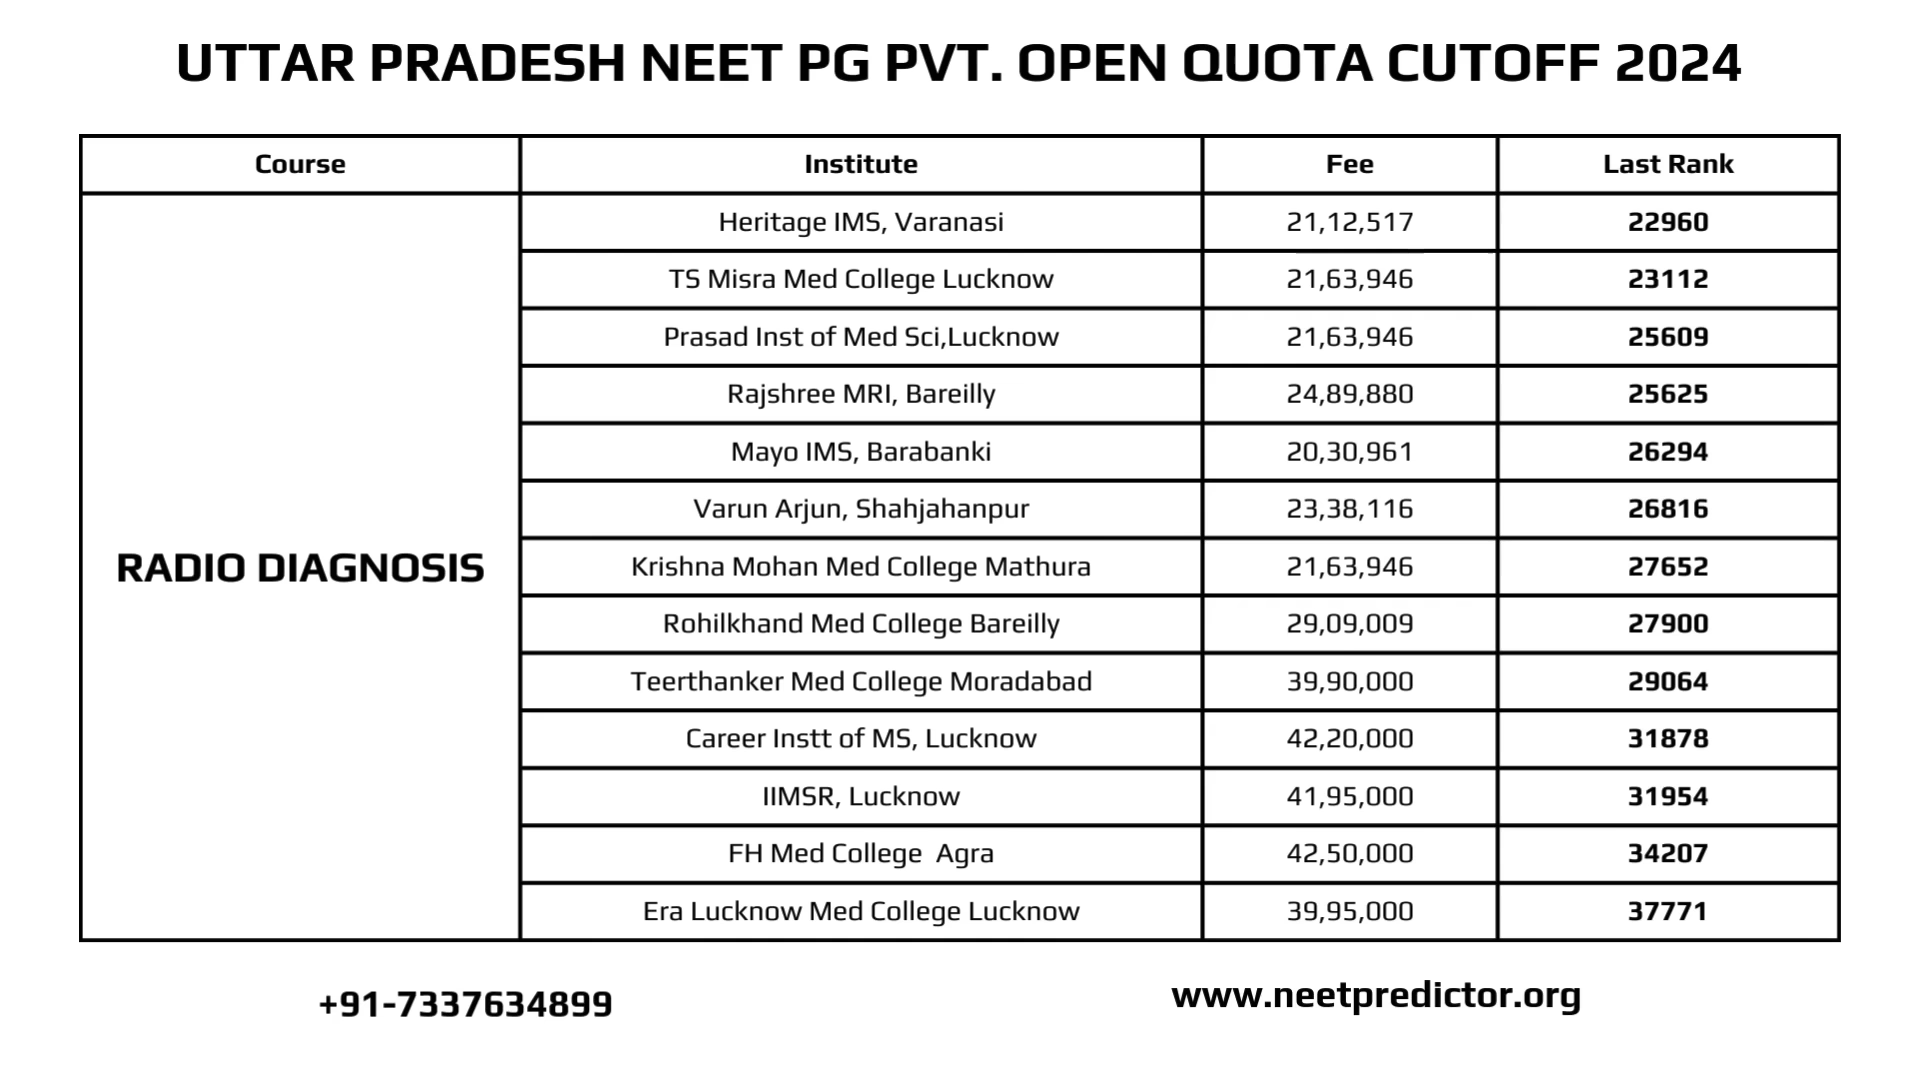 UTTAR PRADESH NEET PG PVT. OPEN QUOTA CUTOFF 2024
Course Institute Fee Last Rank
Heritage IMS, Varanasi 21,12,517 22960
TS Misra Med College Lucknow 21,63,946 23112
Prasad Inst of Med Sci,Lucknow 21,63,946 25609
Rajshree MRI, Bareilly 24,89,880 25625
Mayo IMS, Barabanki 20,30,961 26294
Varun Arjun, Shahjahanpur 23,38,116 26816
RADIO DIAGNOSIS Krishna Mohan Med College Mathura 21,63,946 27652
Rohilkhand Med College Bareilly 29,09,009 27900
Teerthanker Med College Moradabad 39,90,000 29064
Career Instt of MS, Lucknow 42,20,000 31878
IIMSR, Lucknow 41,95,000 31954
FH Med College  Agra 42,50,000 34207
Era Lucknow Med College Lucknow 39,95,000 37771
+91-7337634899 www.neetpredictor.org